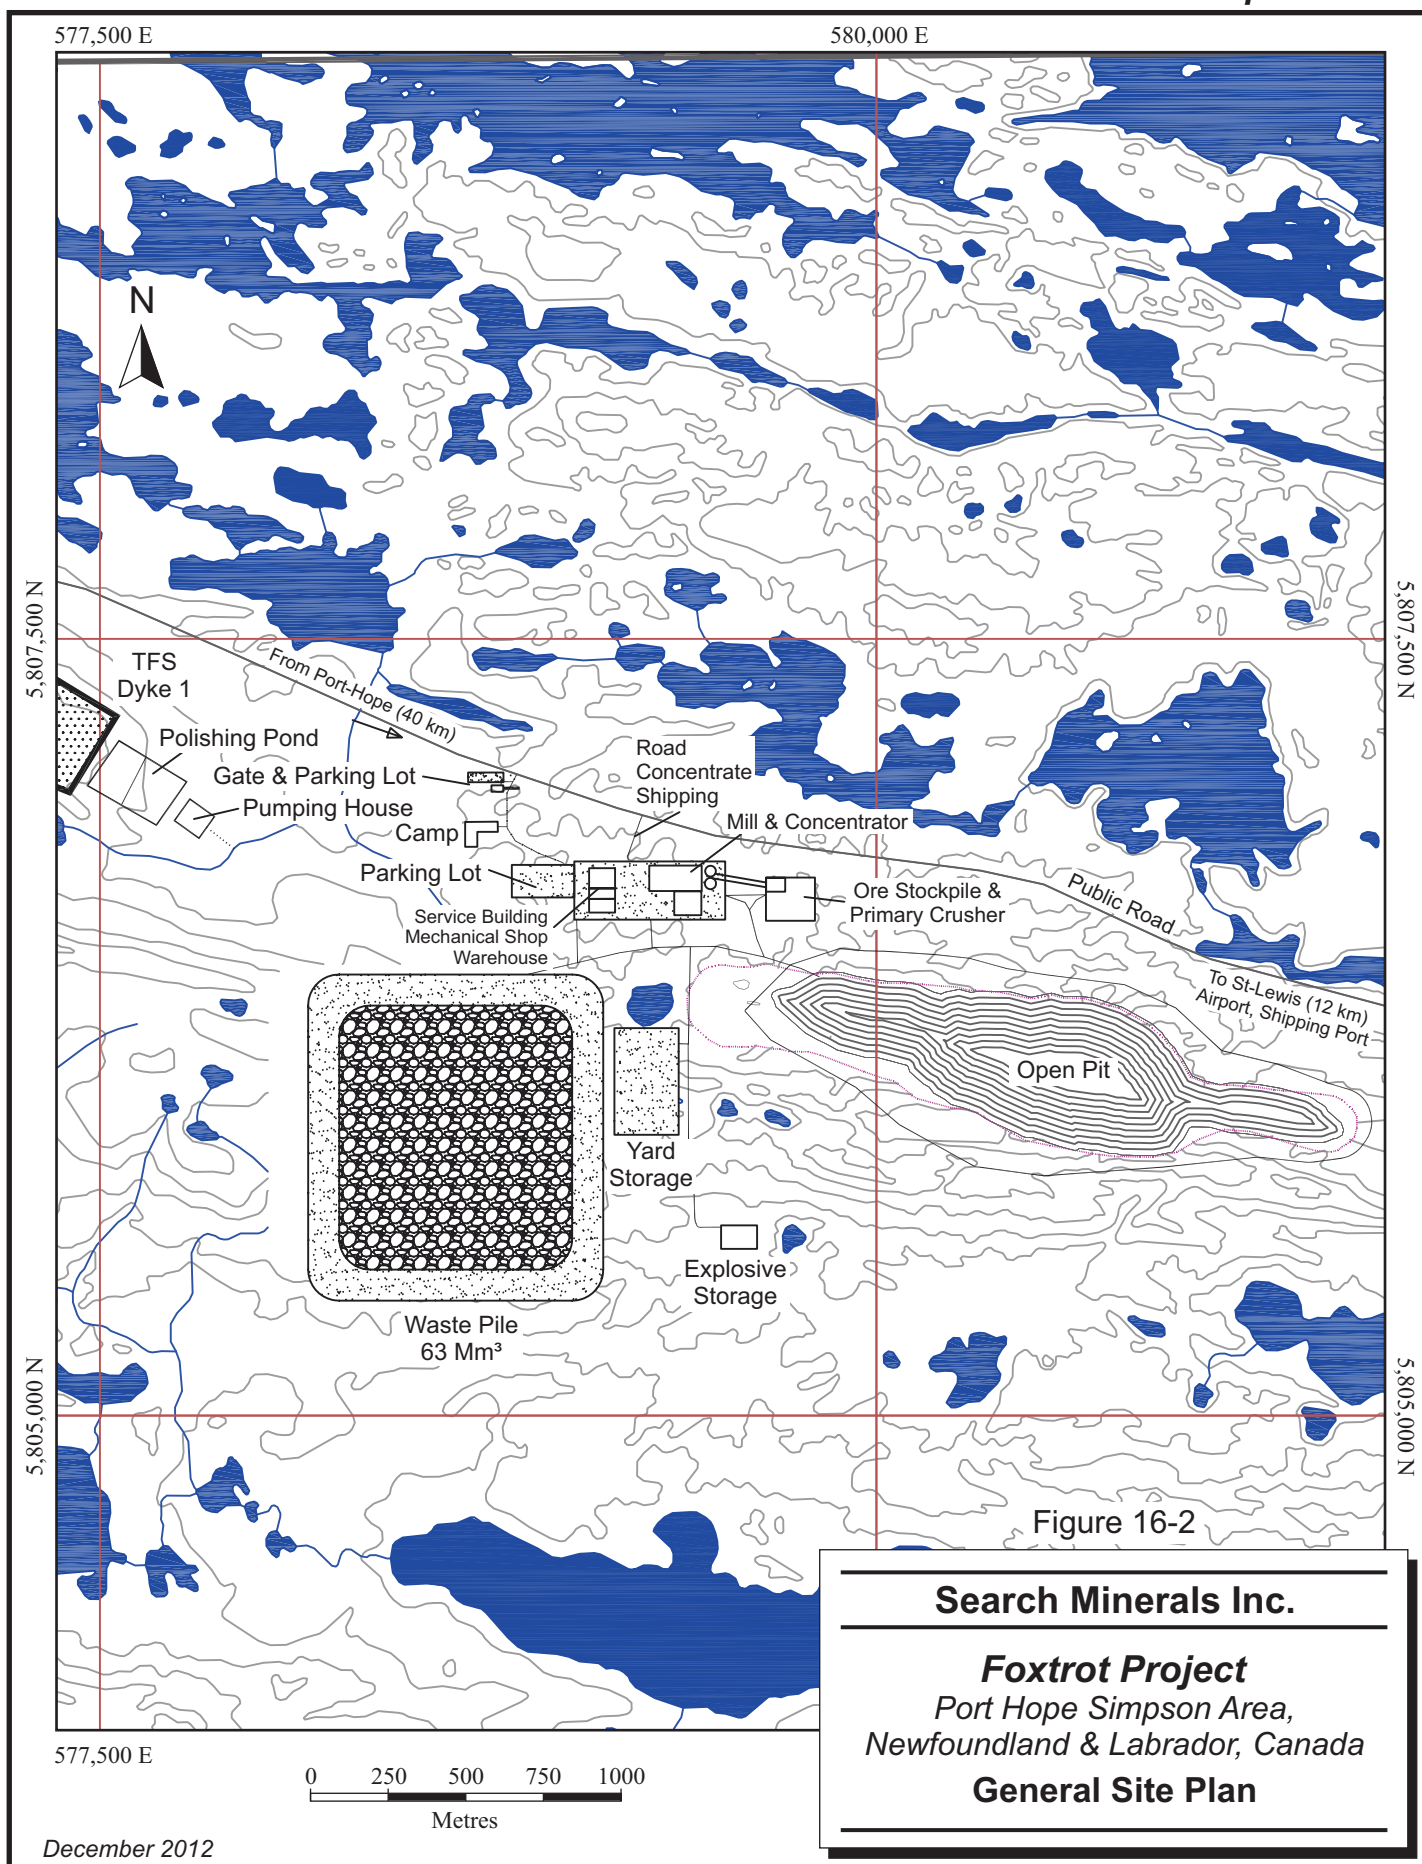 577,500 E
580,000 E
N
5,807,500 N
5,807,500 N
TFS
Dyke 1
From Port-Hope (40 km)
Polishing Pond
Gate & Parking Lot
Pumping House
Camp
Road
Concentrate
Shipping
Mill & Concentrator
Parking Lot
Ore Stockpile &
Primary Crusher
Public Road
Service Building
Mechanical Shop
Warehouse
To St-Lewis (12 km)
Airport, Shipping Port
Open Pit
Yard
Storage
Explosive
Storage
Waste Pile
63 Mm³
5,805,000 N
5,805,000 N
Figure 16-2
Search Minerals Inc.
Foxtrot Project
Port Hope Simpson Area,
Newfoundland & Labrador, Canada
General Site Plan
577,500 E
0 250 500 750 1000
Metres
December 2012